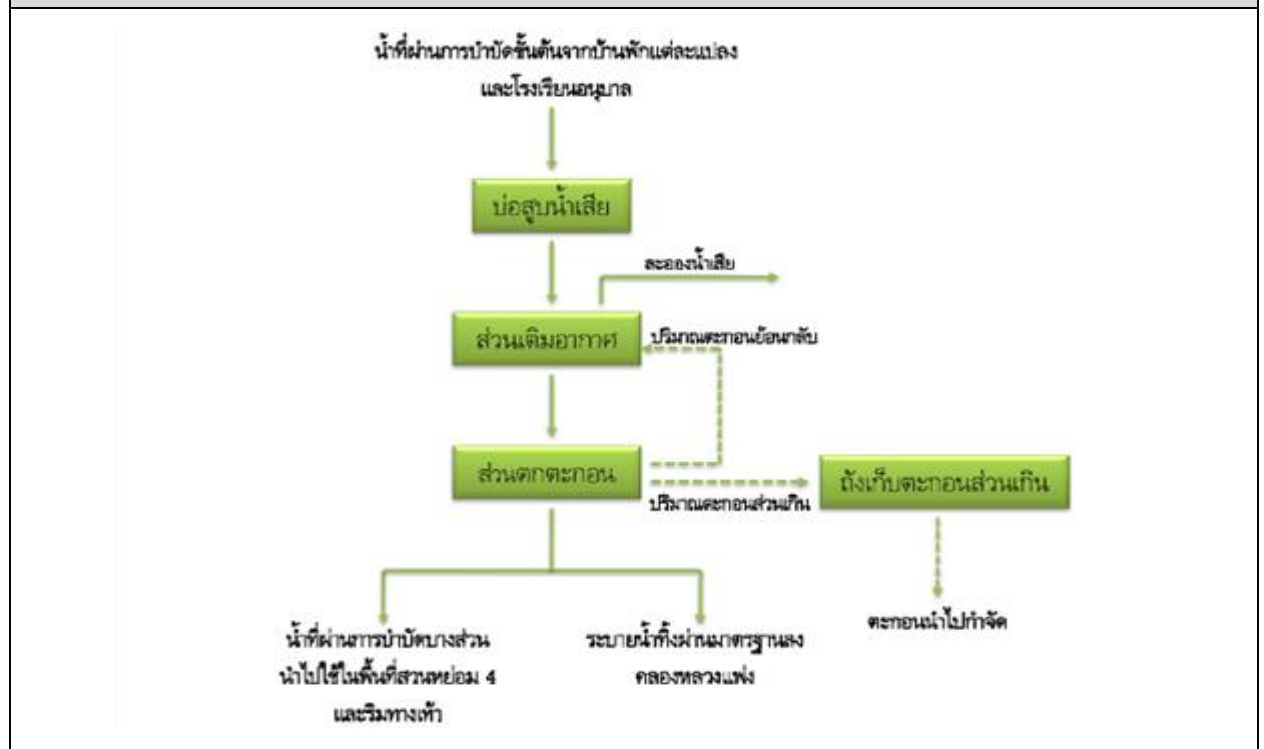 น้ำที่ผ่านการบำบัดขั้นต้นจากบ้านพักแต่ละแปลง
และโรงเรียนอนุบาล
บ่อสูบน้ำเสีย
ละอองน้ำเสีย
ส่วนเติมอากาศ
ปริมาณตะกอนย้อนกลับ
ส่วนตกตะกอน
ปริมาณตะกอนส่วนเกิน
ถังเก็บตะกอนส่วนเกิน
ตะกอนนำไปกำจัด
น้ำที่ผ่านการบำบัดบางส่วน
นำไปใช้ในพื้นที่สวนหย่อม 4
และริมทางเท้า
ระบายน้ำทิ้งผ่านมาตรฐานลง
คลองหลวงแพ่ง